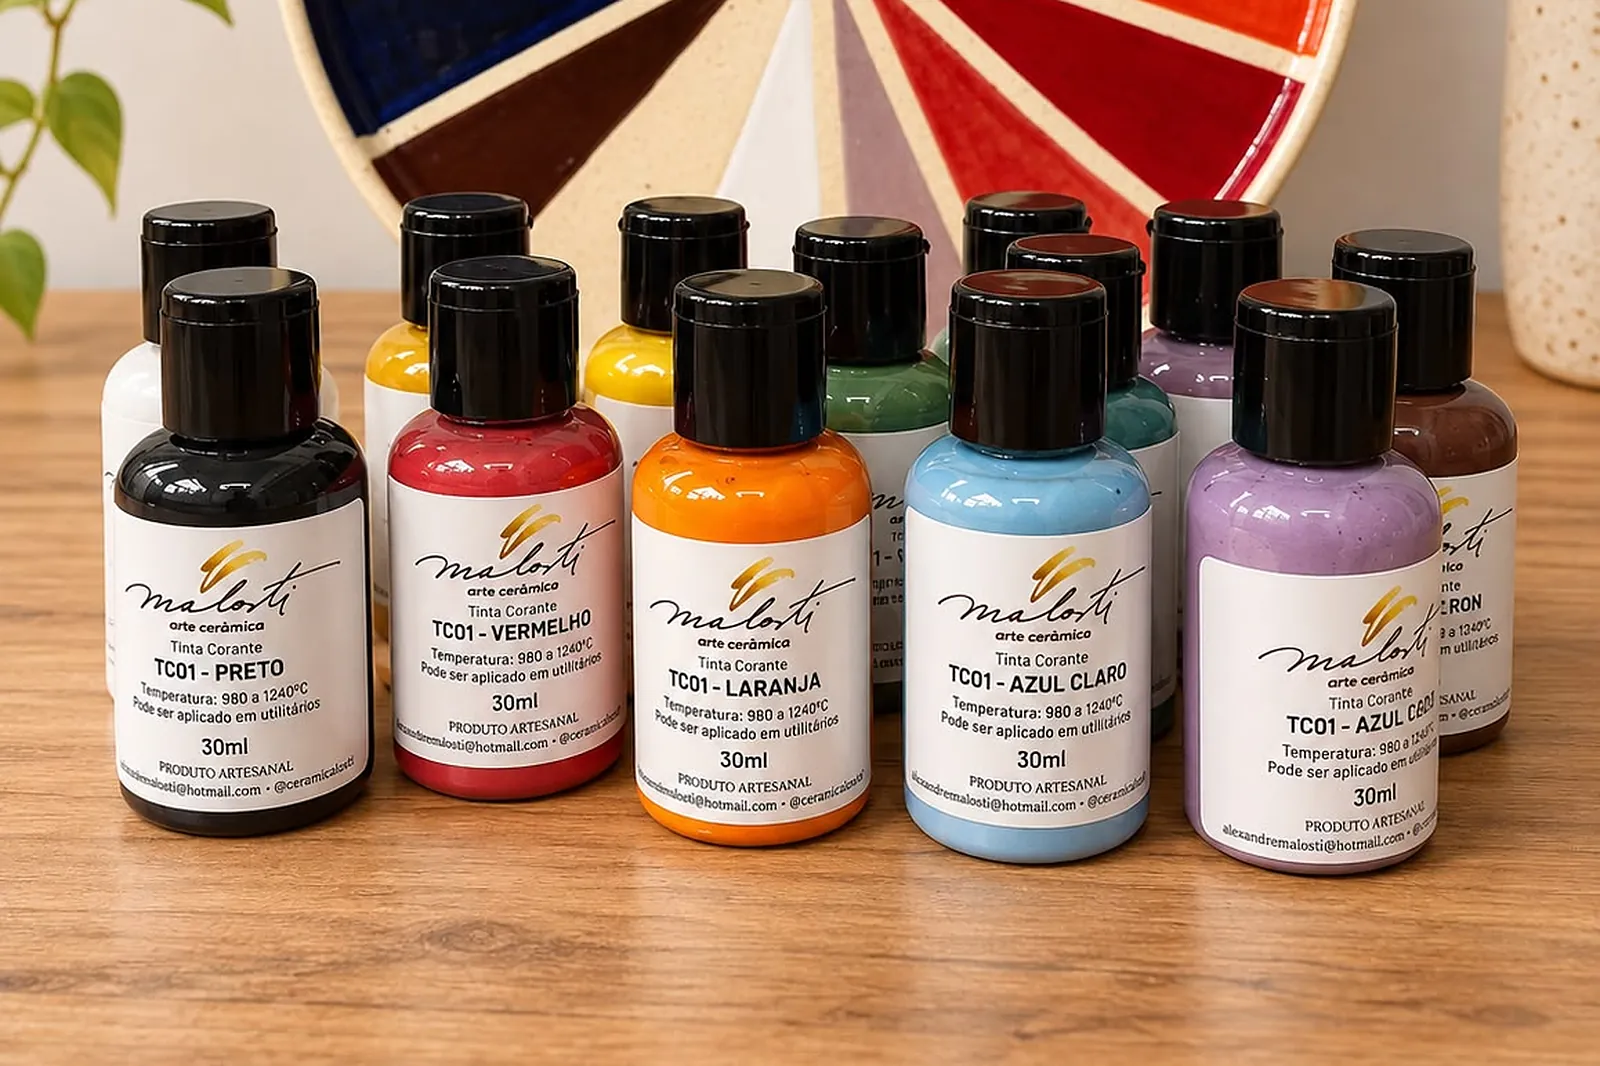 malosti
arte cerâmica
Tinta Corante
TC01 - PRETO
Temperatura: 980 a 1240ºC
Pode ser aplicado em utilitários
30ml
PRODUTO ARTESANAL
malosti
arte cerâmica
Tinta Corante
TC01 - VERMELHO
Temperatura: 980 a 1240ºC
Pode ser aplicado em utilitários
30ml
PRODUTO ARTESANAL
malosti
arte cerâmica
Tinta Corante
TC01 - LARANJA
Temperatura: 980 a 1240ºC
Pode ser aplicado em utilitários
30ml
PRODUTO ARTESANAL
malosti
arte cerâmica
Tinta Corante
TC01 - AZUL CLARO
Temperatura: 980 a 1240ºC
Pode ser aplicado em utilitários
30ml
PRODUTO ARTESANAL
malosti
arte cerâmica
Tinta Corante
TC01 - AZUL
Temperatura: 980 a
Pode ser aplicado em
30ml
PRODUTO
alexandremalosti@hotmail.com